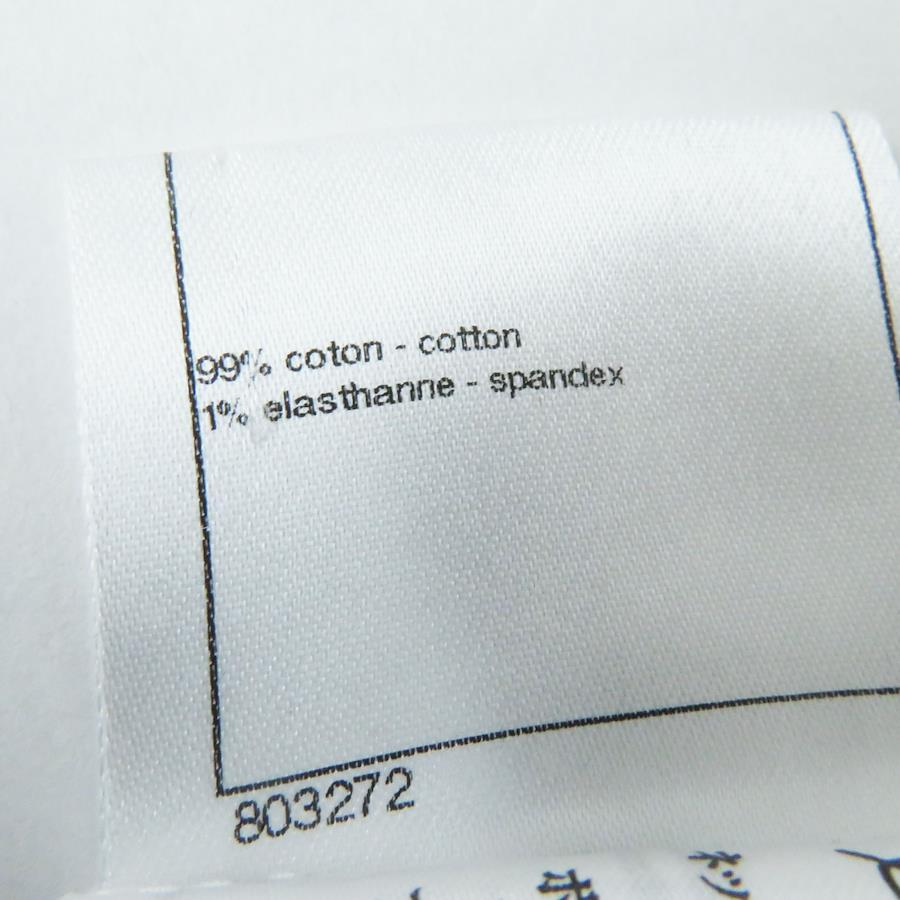 99% coton - cotton
1% elasthanne - spandex
803272